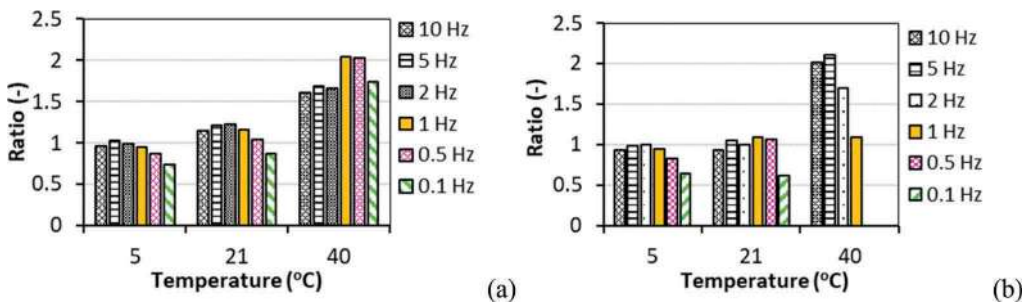 Ratio (-)
2.5
2
1.5
1
0.5
0
5
21
40
Temperature (°C)
10 Hz
5 Hz
2 Hz
1 Hz
0.5 Hz
0.1 Hz
(a)
Ratio (-)
2.5
2
1.5
1
0.5
0
5
21
40
Temperature (°C)
10 Hz
5 Hz
2 Hz
1 Hz
0.5 Hz
0.1 Hz
(b)